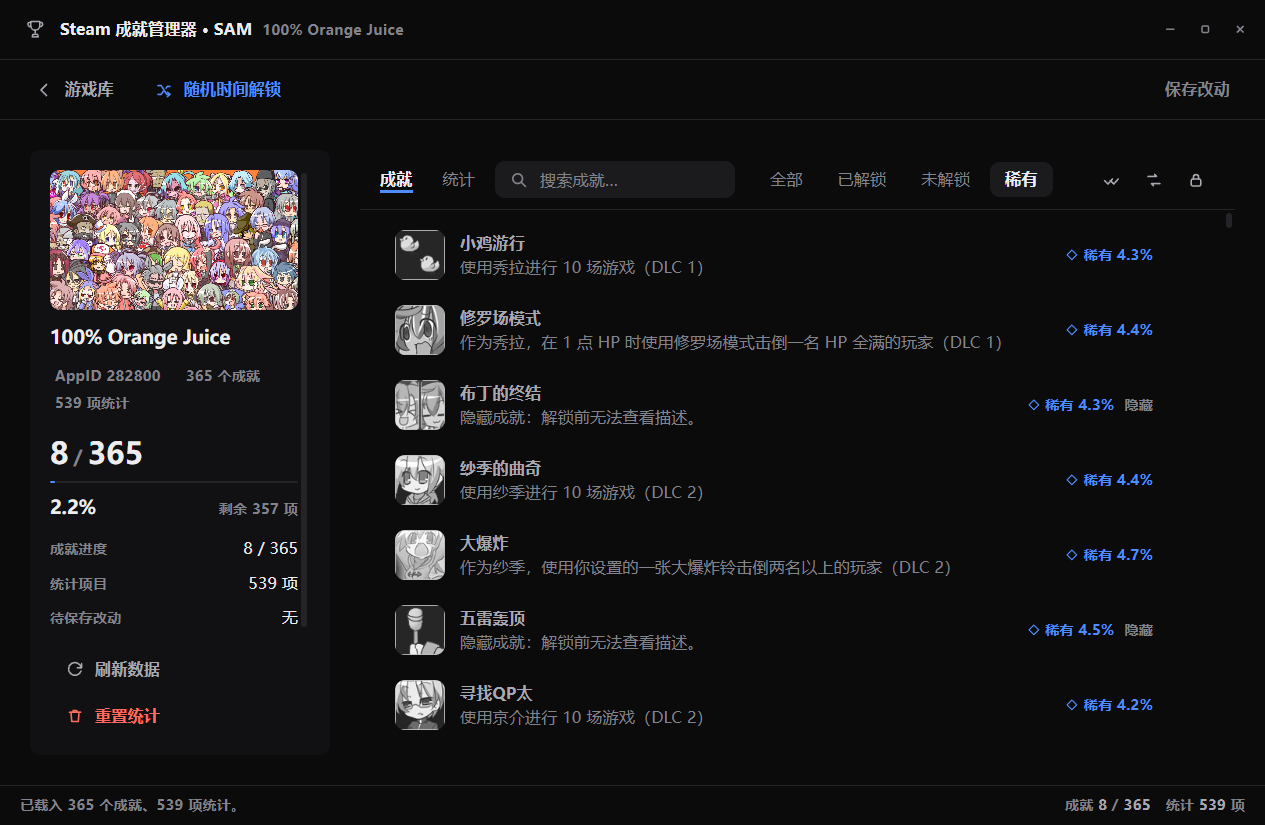 Steam 成就管理器 • SAM 100% Orange Juice
游戏库 随机时间解锁 保存改动
100% Orange Juice
AppID 282800 365 个成就
539 项统计
8 / 365
2.2% 剩余 357 项
成就进度 8 / 365
统计项目 539 项
待保存改动 无
刷新数据
重置统计
成就 统计 搜索成就... 全部 已解锁 未解锁 稀有
小鸡游行
使用秀拉进行 10 场游戏（DLC 1）
稀有 4.3%
修罗场模式
作为秀拉，在 1 点 HP 时使用修罗场模式击倒一名 HP 全满的玩家（DLC 1）
稀有 4.4%
布丁的终结
隐藏成就：解锁前无法查看描述。
稀有 4.3% 隐藏
纱季的曲奇
使用纱季进行 10 场游戏（DLC 2）
稀有 4.4%
大爆炸
作为纱季，使用你设置的一张大爆炸铃击倒两名以上的玩家（DLC 2）
稀有 4.7%
五雷轰顶
隐藏成就：解锁前无法查看描述。
稀有 4.5% 隐藏
寻找QP太
使用京介进行 10 场游戏（DLC 2）
稀有 4.2%
已载入 365 个成就、539 项统计。 成就 8 / 365 统计 539 项